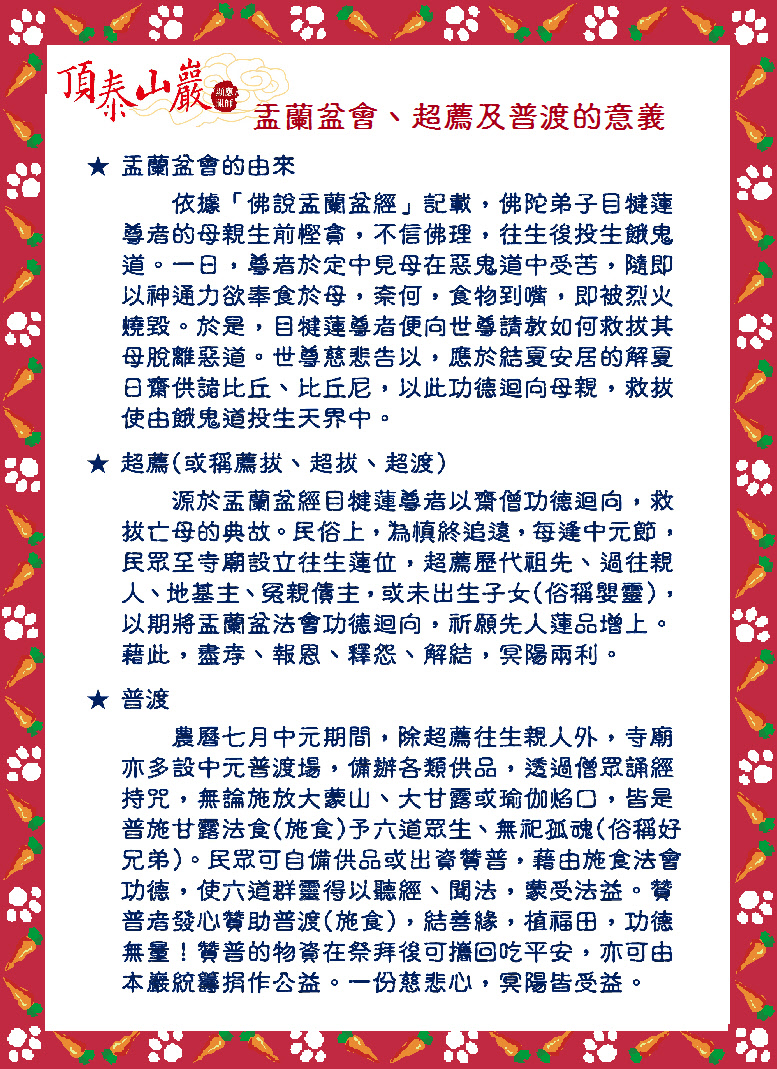 頂泰山巖
顯應祖師
盂蘭盆會、超薦及普渡的意義
★ 盂蘭盆會的由來
依據「佛說盂蘭盆經」記載，佛陀弟子目犍蓮
尊者的母親生前慳貪，不信佛理，往生後投生餓鬼
道。一日，尊者於定中見母在惡鬼道中受苦，隨即
以神通力欲奉食於母，奈何，食物到嘴，即被烈火
燒毀。於是，目犍蓮尊者便向世尊請教如何救拔其
母脫離惡道。世尊慈悲告以，應於結夏安居的解夏
日齋供諸比丘、比丘尼，以此功德迴向母親，救拔
使由餓鬼道投生天界中。
★ 超薦(或稱薦拔、超拔、超渡)
源於盂蘭盆經目犍蓮尊者以齋僧功德迴向，救
拔亡母的典故。民俗上，為慎終追遠，每逢中元節，
民眾至寺廟設立往生蓮位，超薦歷代祖先、過往親
人、地基主、冤親債主，或未出生子女(俗稱嬰靈)，
以期將盂蘭盆法會功德迴向，祈願先人蓮品增上。
藉此，盡孝、報恩、釋怨、解結，冥陽兩利。
★ 普渡
農曆七月中元期間，除超薦往生親人外，寺廟
亦多設中元普渡場，備辦各類供品，透過僧眾誦經
持咒，無論施放大蒙山、大甘露或瑜伽焰口，皆是
普施甘露法食(施食)予六道眾生、無祀孤魂(俗稱好
兄弟)。民眾可自備供品或出資贊普，藉由施食法會
功德，使六道群靈得以聽經、聞法，蒙受法益。贊
普者發心贊助普渡(施食)，結善緣，植福田，功德
無量！贊普的物資在祭拜後可攜回吃平安，亦可由
本巖統籌捐作公益。一份慈悲心，冥陽皆受益。